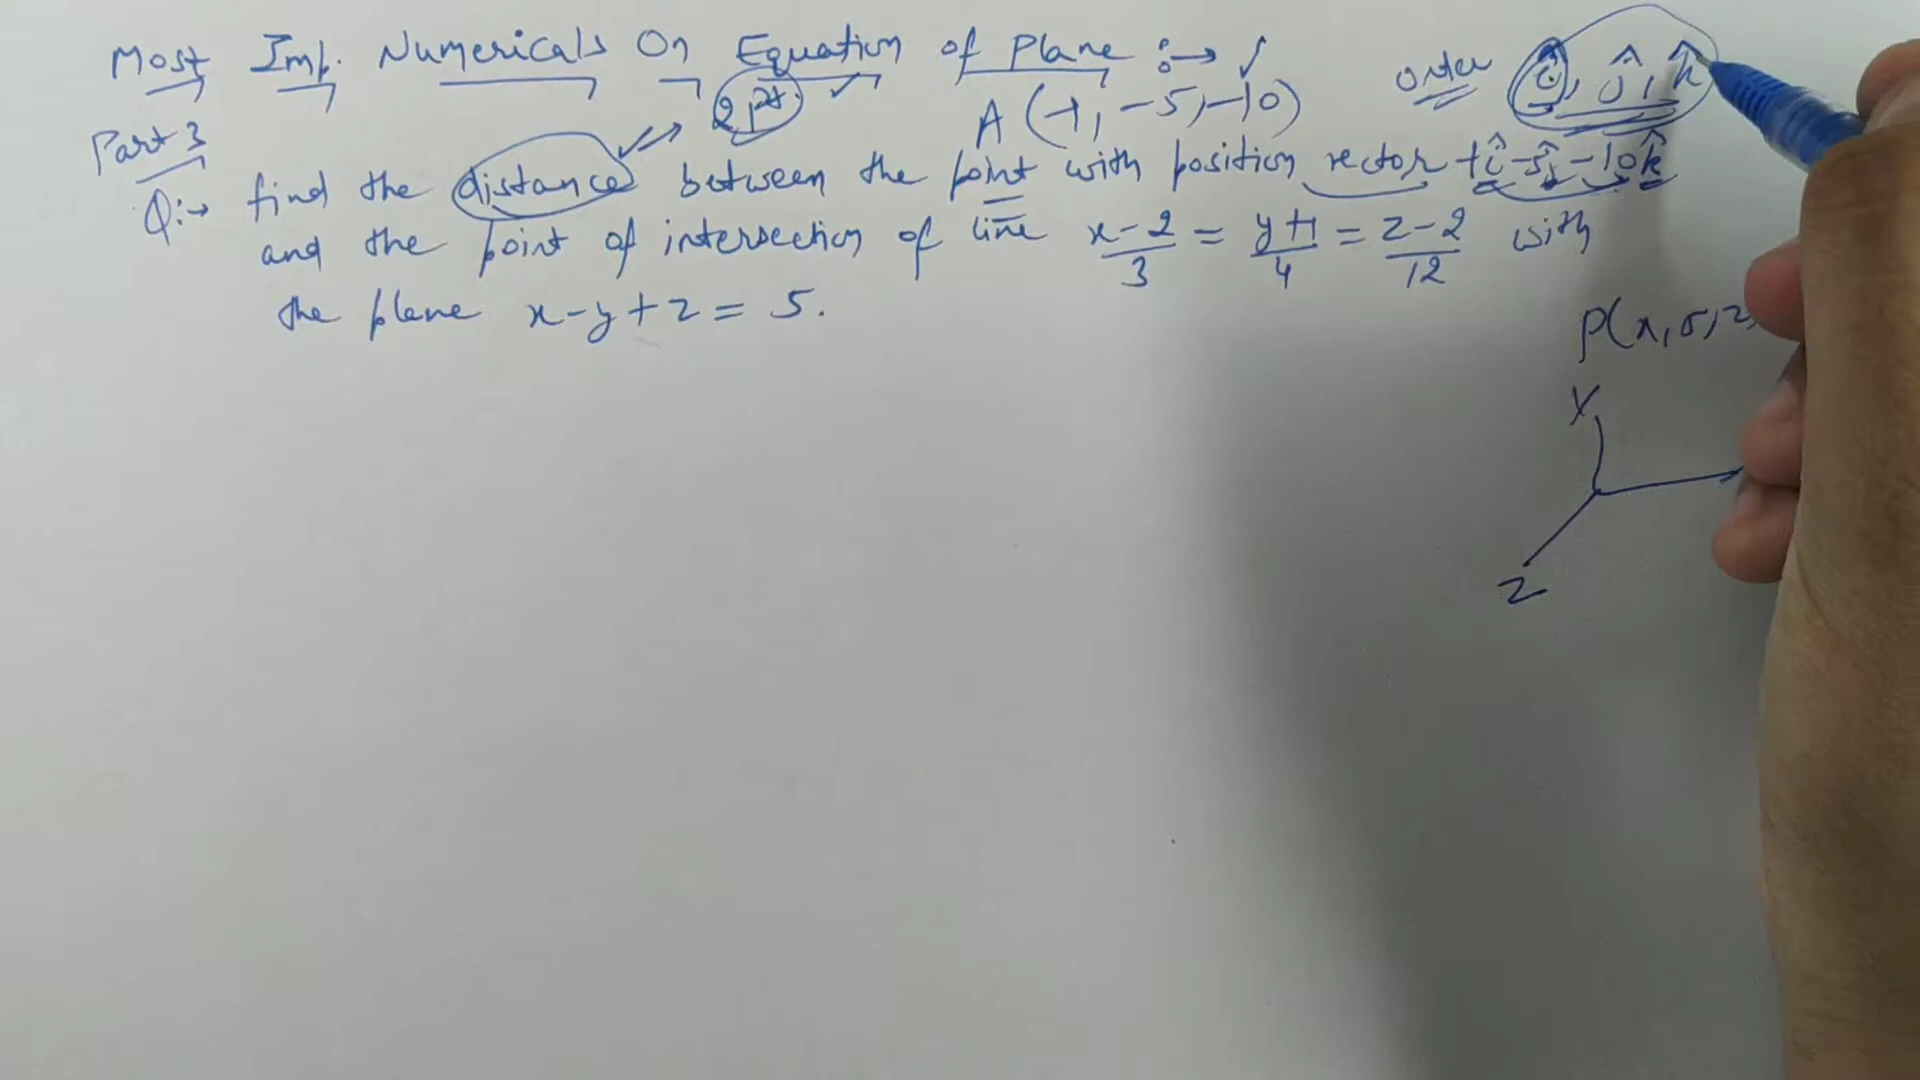 Most Imp. Numericals On Equation of Plane :→ ✓
Part 3
2 pt.
A (-1, -5, -10)
order î, ĵ, k̂
Q:→ find the distance between the point with position vector -î-5ĵ-10k̂
and the point of intersection of line x-2/3 = y+1/4 = z-2/12 with
the plane x-y+z = 5.
Y
Z